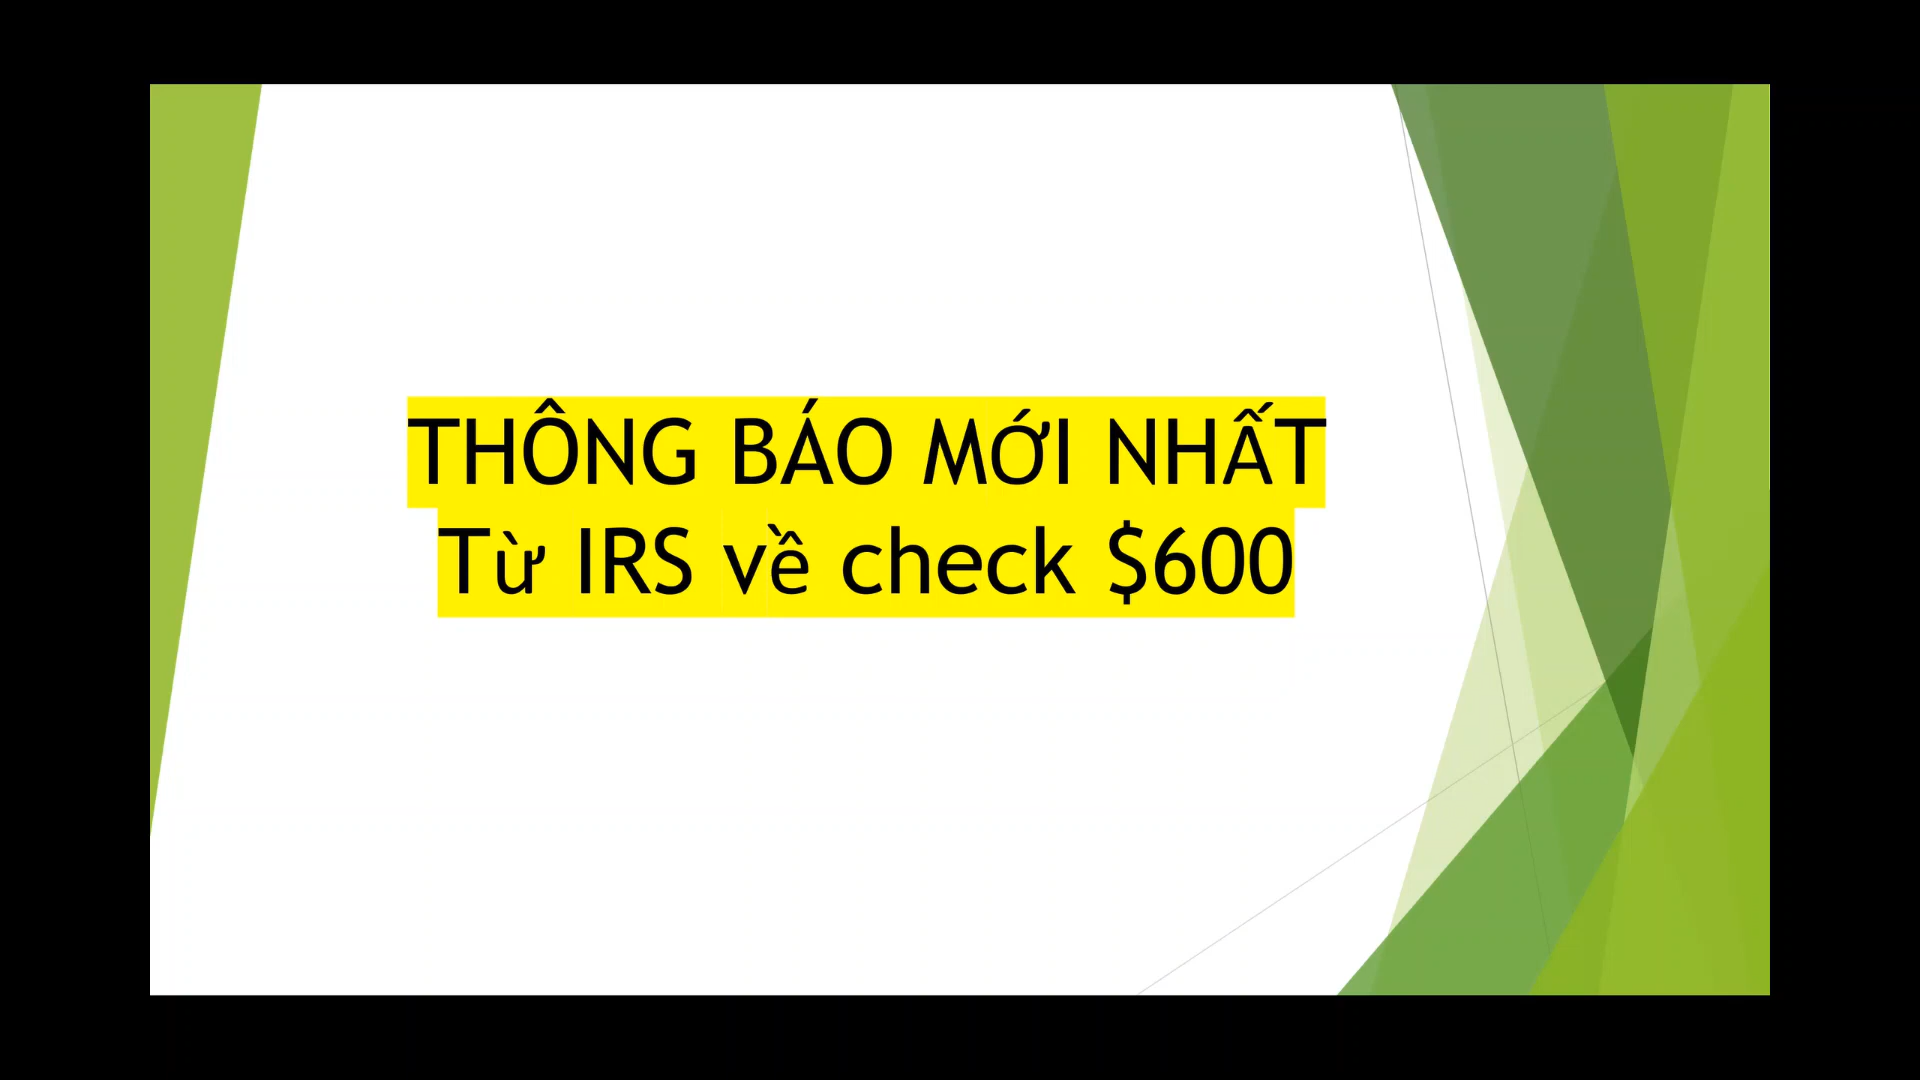 THÔNG BÁO MỚI NHẤT
Từ IRS về check $600